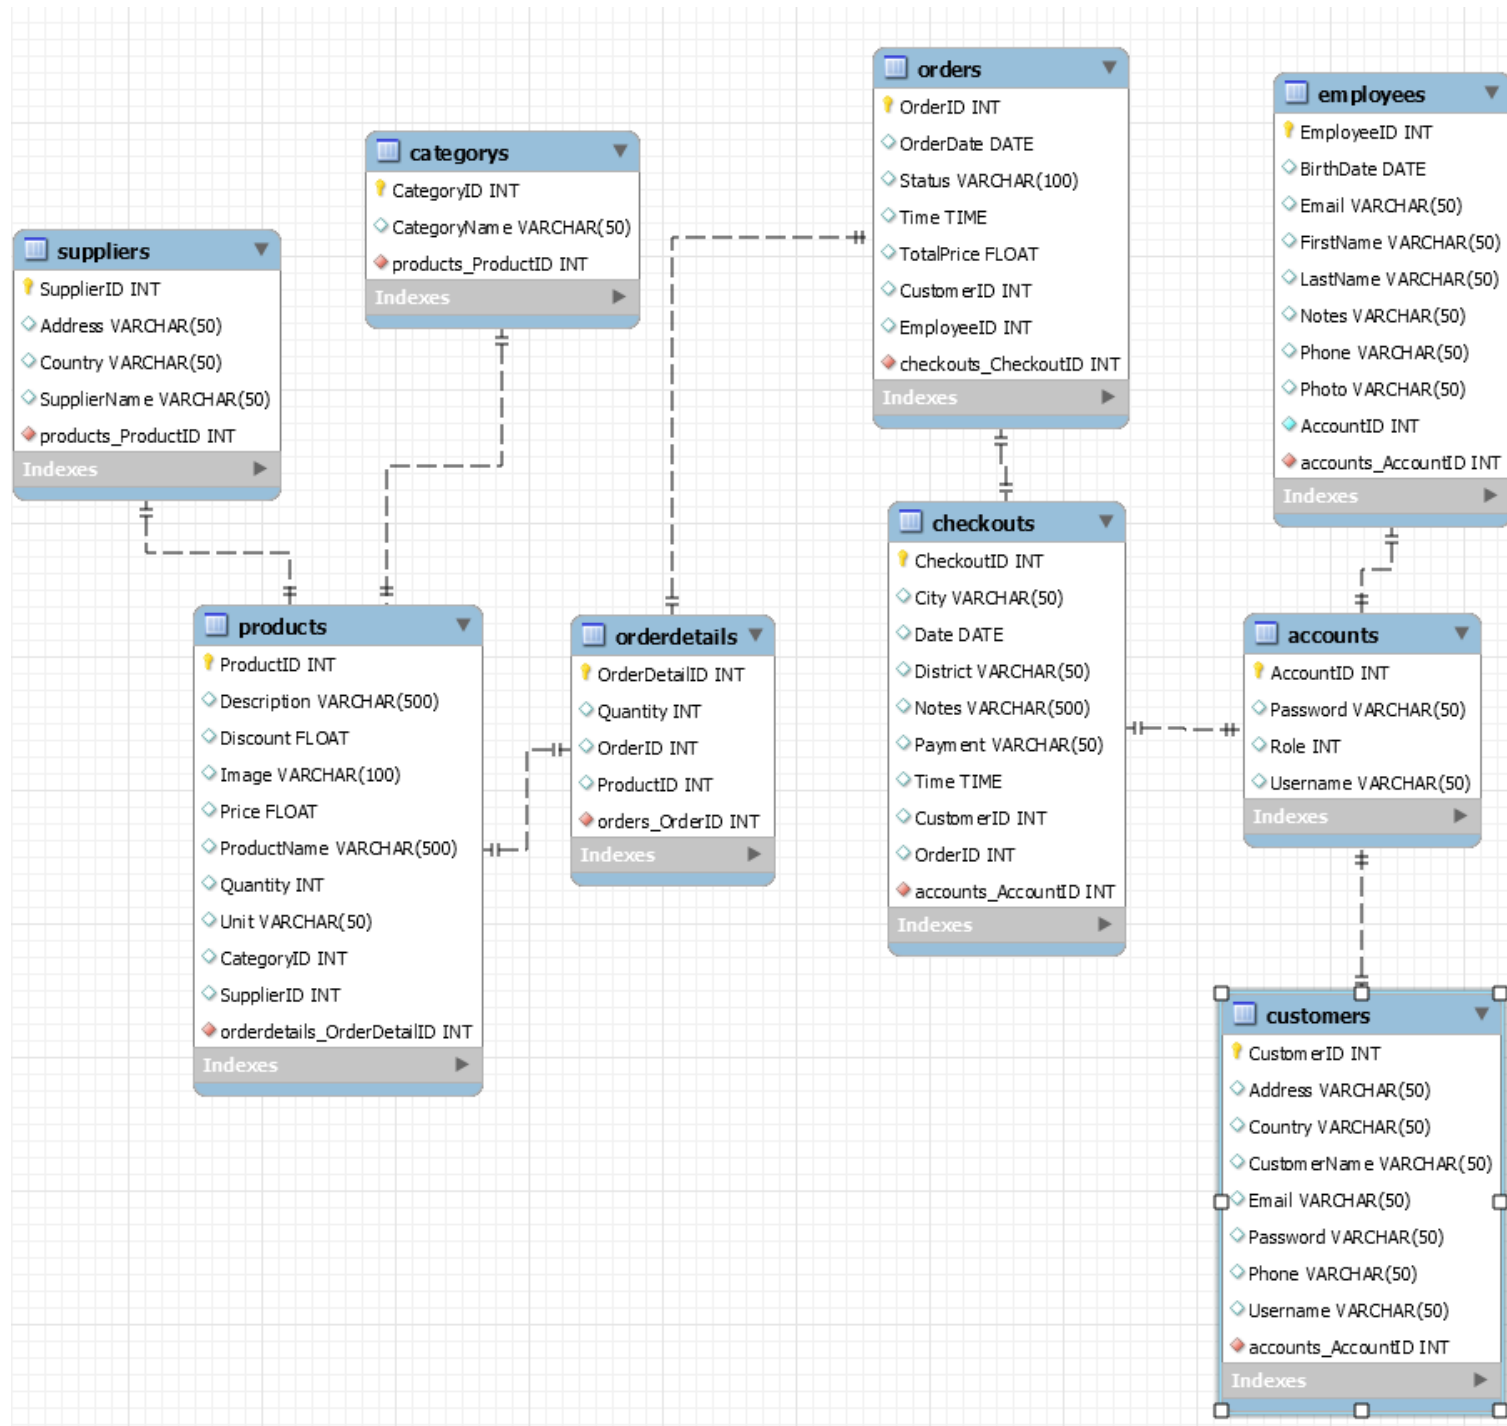 suppliers
SupplierID INT
Address VARCHAR(50)
Country VARCHAR(50)
SupplierName VARCHAR(50)
products_ProductID INT
Indexes
categorys
CategoryID INT
CategoryName VARCHAR(50)
products_ProductID INT
Indexes
products
ProductID INT
Description VARCHAR(500)
Discount FLOAT
Image VARCHAR(100)
Price FLOAT
ProductName VARCHAR(500)
Quantity INT
Unit VARCHAR(50)
CategoryID INT
SupplierID INT
orderdetails_OrderDetailID INT
Indexes
orderdetails
OrderDetailID INT
Quantity INT
OrderID INT
ProductID INT
orders_OrderID INT
Indexes
orders
OrderID INT
OrderDate DATE
Status VARCHAR(100)
Time TIME
TotalPrice FLOAT
CustomerID INT
EmployeeID INT
checkouts_CheckoutID INT
Indexes
checkouts
CheckoutID INT
City VARCHAR(50)
Date DATE
District VARCHAR(50)
Notes VARCHAR(500)
Payment VARCHAR(50)
Time TIME
CustomerID INT
OrderID INT
accounts_AccountID INT
Indexes
employees
EmployeeID INT
BirthDate DATE
Email VARCHAR(50)
FirstName VARCHAR(50)
LastName VARCHAR(50)
Notes VARCHAR(50)
Phone VARCHAR(50)
Photo VARCHAR(50)
AccountID INT
accounts_AccountID INT
Indexes
accounts
AccountID INT
Password VARCHAR(50)
Role INT
Username VARCHAR(50)
Indexes
customers
CustomerID INT
Address VARCHAR(50)
Country VARCHAR(50)
CustomerName VARCHAR(50)
Email VARCHAR(50)
Password VARCHAR(50)
Phone VARCHAR(50)
Username VARCHAR(50)
accounts_AccountID INT
Indexes